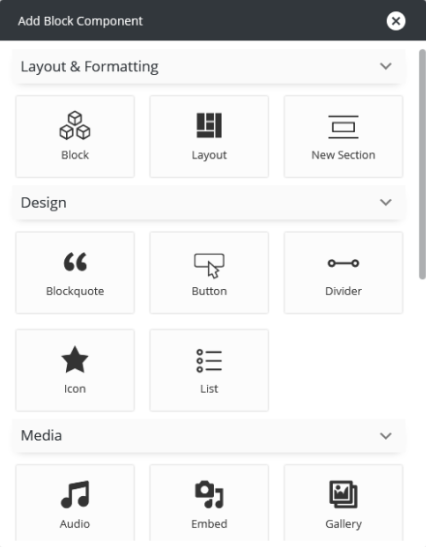 Add Block Component
Layout & Formatting
Block
Layout
New Section
Design
Blockquote
Button
Divider
Icon
List
Media
Audio
Embed
Gallery